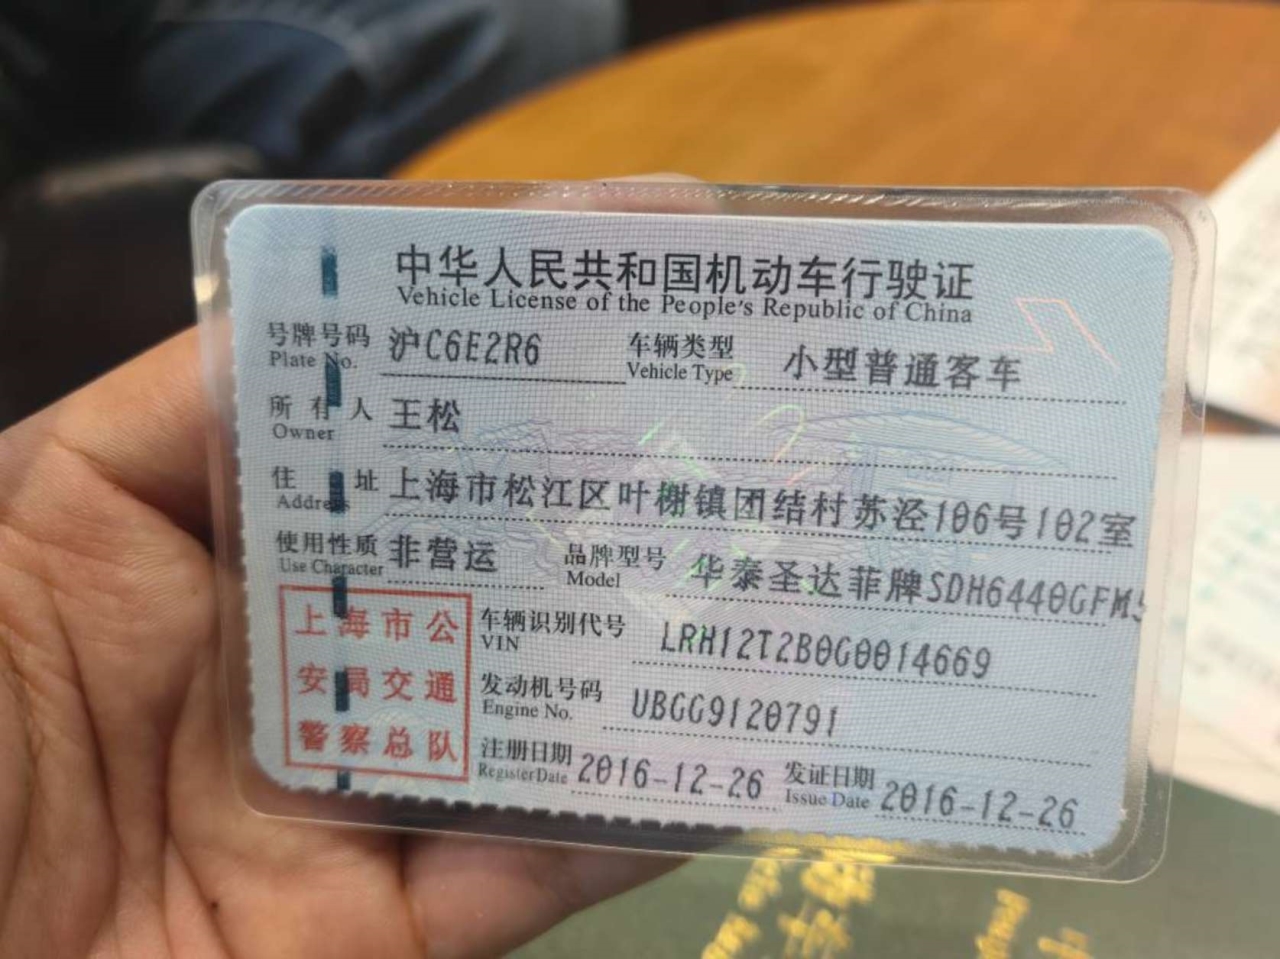 中华人民共和国机动车行驶证
Vehicle License of the People's Republic of China
号牌号码 沪C6E2R6 车辆类型 小型普通客车
Plate No. Vehicle Type
所有人 王松
Owner
住址 上海市松江区叶榭镇团结村苏泾106号102室
Address
使用性质 非营运 品牌型号 华泰圣达菲牌SDH6440GFM5
Use Character Model
上海市公
安局交通
警察总队
车辆识别代号 LRH12T2B0G0014669
VIN
发动机号码 UBGG9120791
Engine No.
注册日期 2016-12-26 发证日期 2016-12-26
Register Date Issue Date